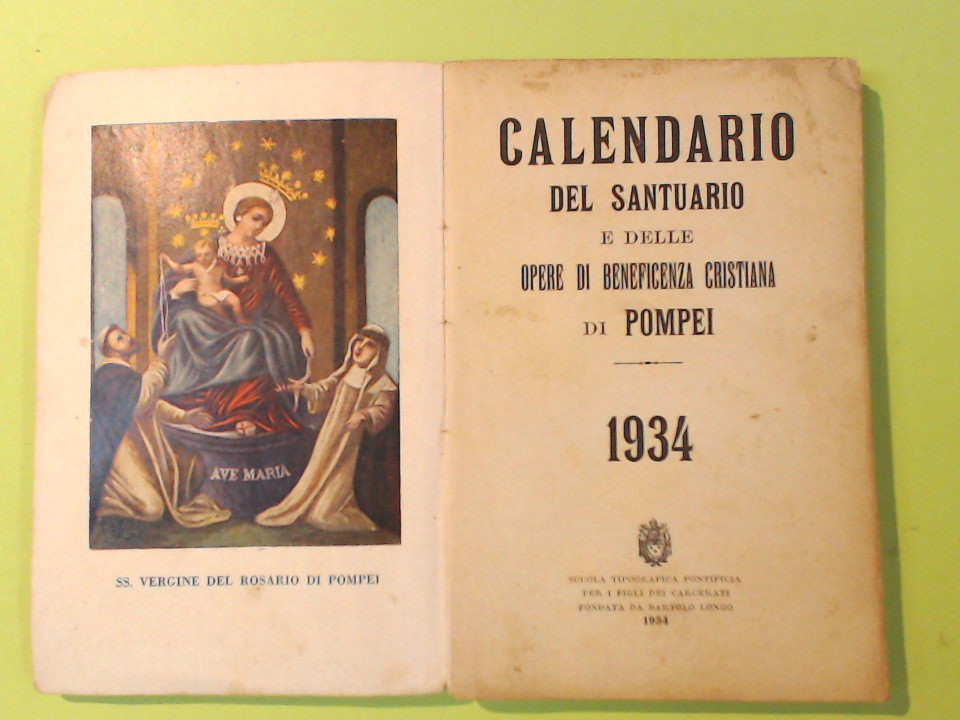 AVE MARIA
SS. VERGINE DEL ROSARIO DI POMPEI
CALENDARIO
DEL SANTUARIO
E DELLE
OPERE DI BENEFICENZA CRISTIANA
DI POMPEI
1934
SCUOLA TIPOGRAFICA PONTIFICIA
PER I FIGLI DEI CARCERATI
FONDATA DA BARTOLO LONGO
1934